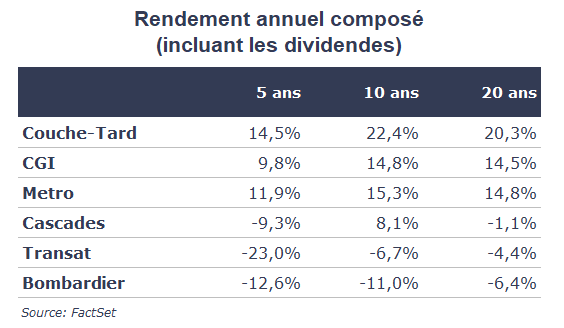 Rendement annuel composé
(incluant les dividendes)
5 ans 10 ans 20 ans
Couche-Tard 14,5% 22,4% 20,3%
CGI 9,8% 14,8% 14,5%
Metro 11,9% 15,3% 14,8%
Cascades -9,3% 8,1% -1,1%
Transat -23,0% -6,7% -4,4%
Bombardier -12,6% -11,0% -6,4%
Source: FactSet